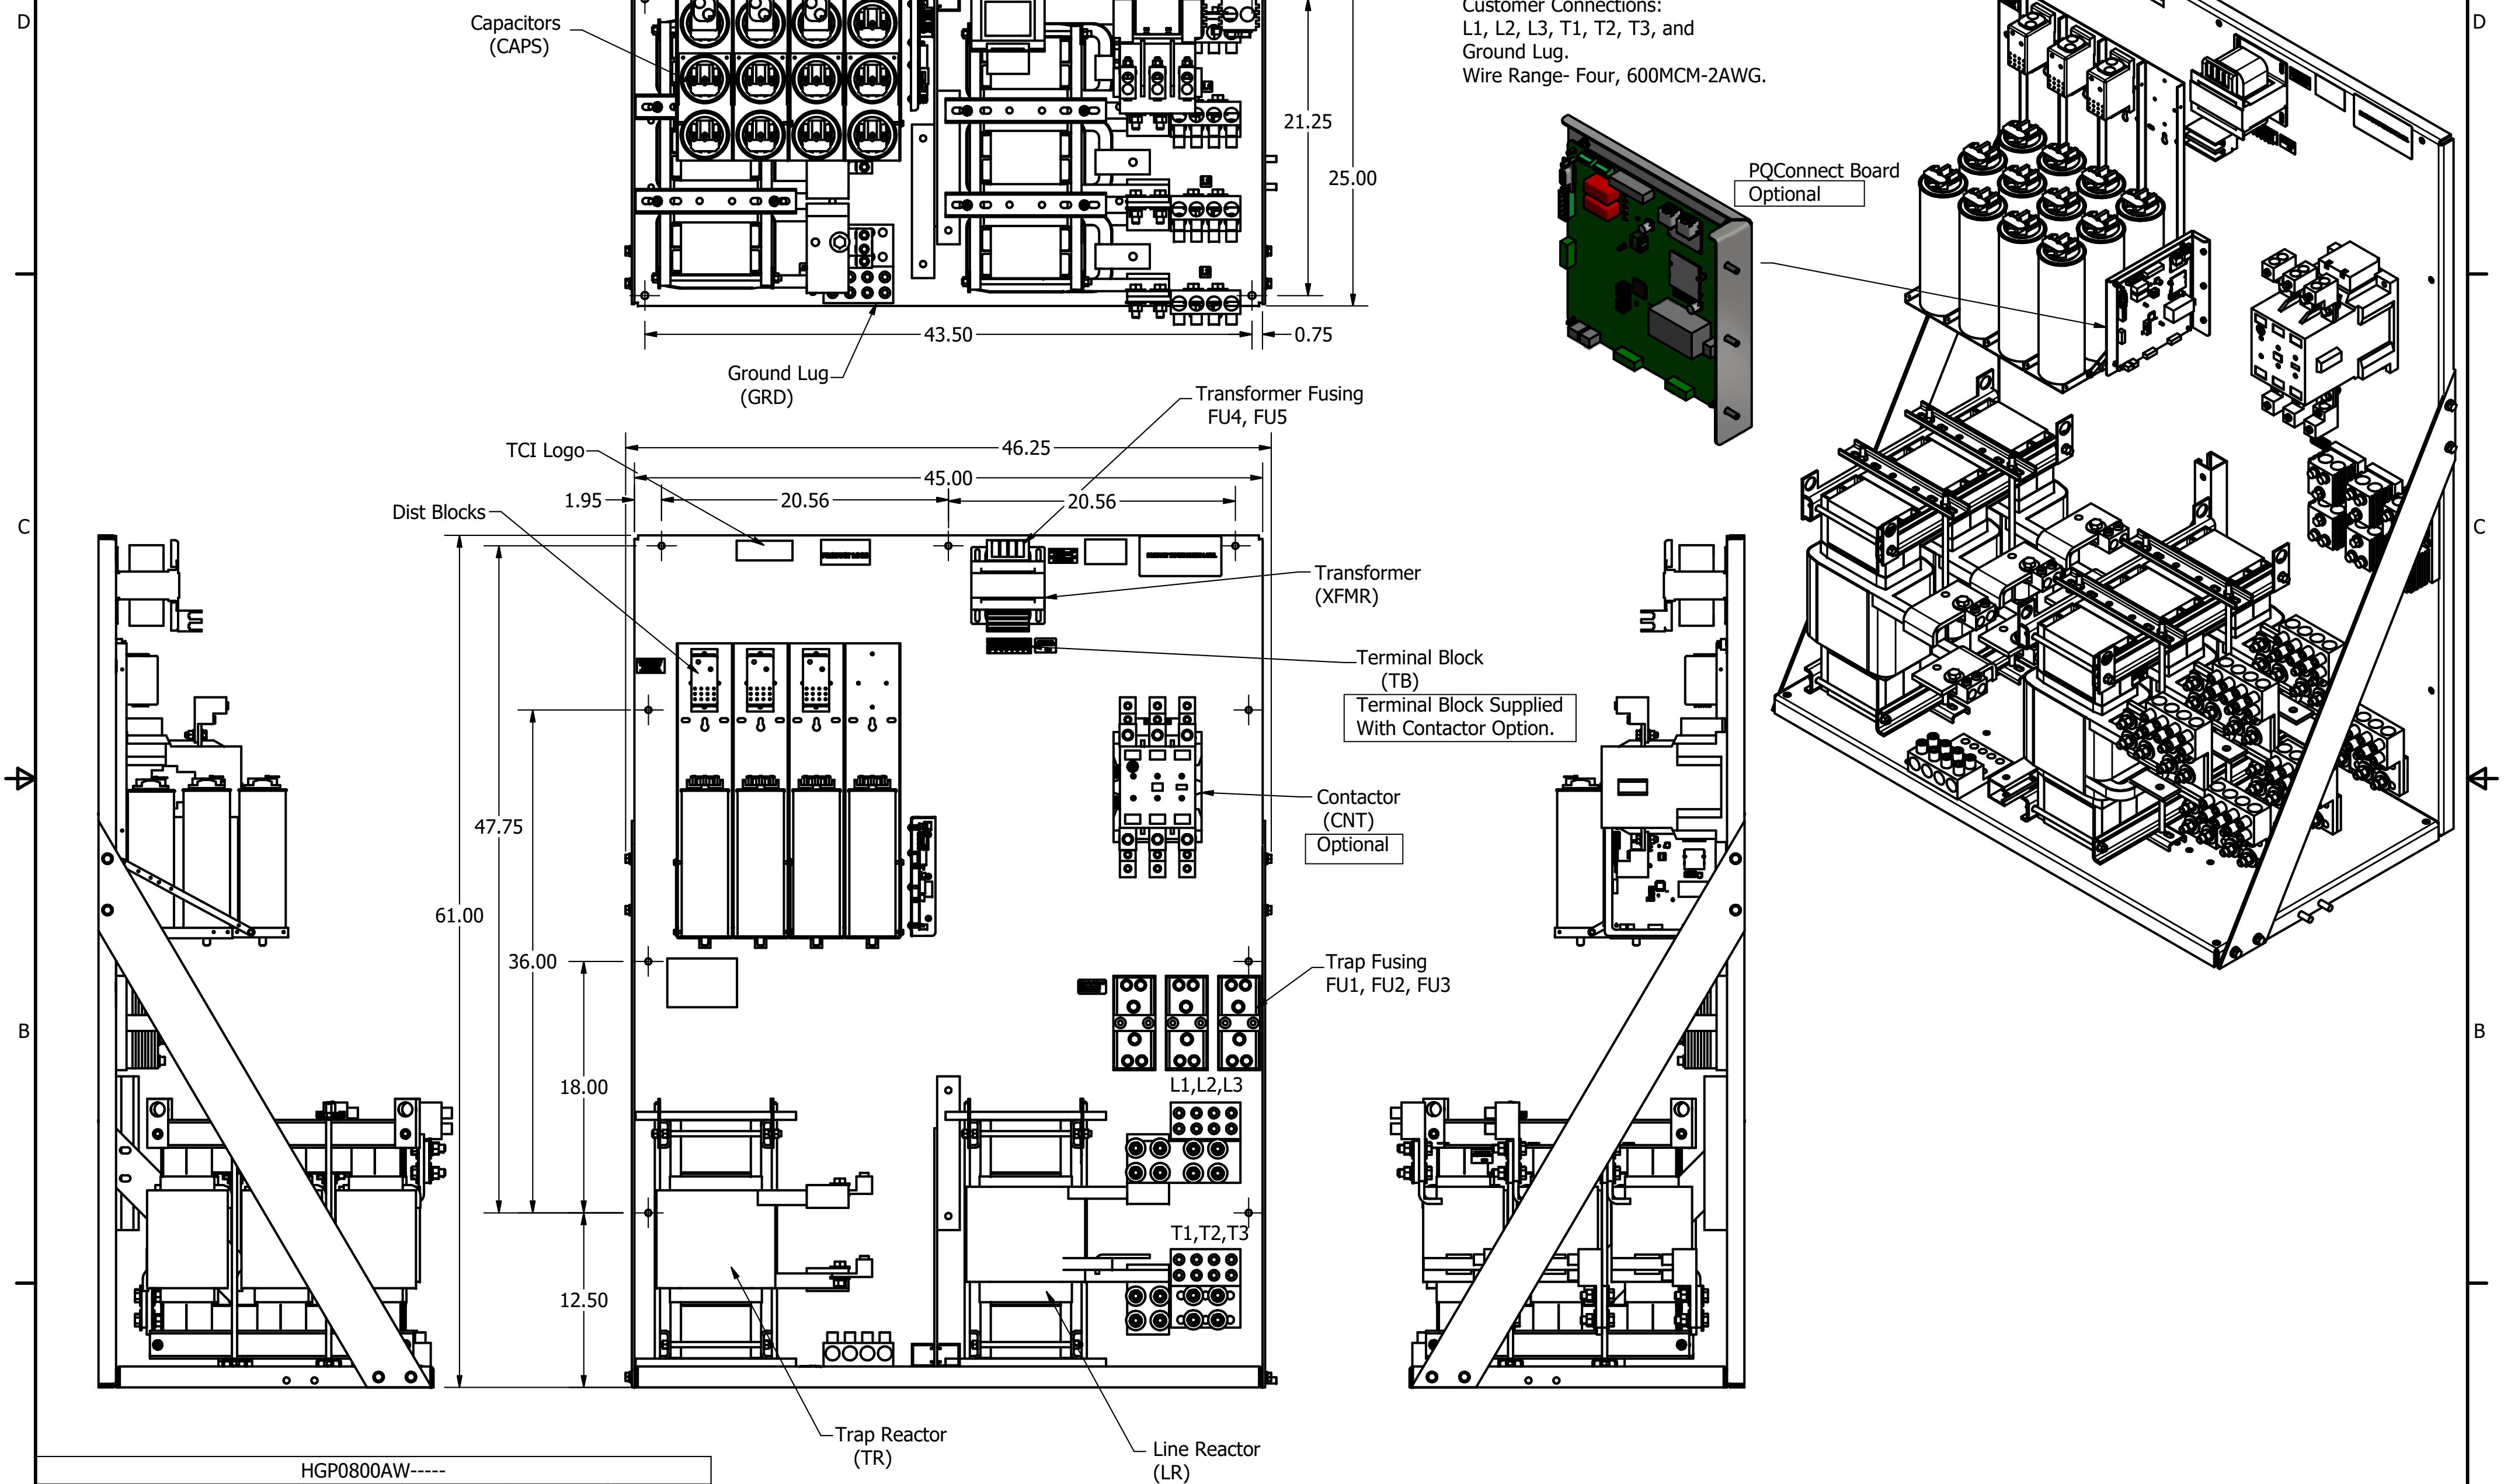 D
D
Capacitors
(CAPS)
Customer Connections:
L1, L2, L3, T1, T2, T3, and
Ground Lug.
Wire Range- Four, 600MCM-2AWG.
21.25
25.00
PQConnect Board
Optional
43.50
0.75
Ground Lug
(GRD)
Transformer Fusing
FU4, FU5
TCI Logo
46.25
45.00
1.95
20.56
20.56
Dist Blocks
C
C
PRODUCT LOGO
Transformer
(XFMR)
Terminal Block
(TB)
Terminal Block Supplied
With Contactor Option.
Contactor
(CNT)
Optional
47.75
61.00
36.00
Trap Fusing
FU1, FU2, FU3
B
B
18.00
L1,L2,L3
T1,T2,T3
12.50
Trap Reactor
(TR)
Line Reactor
(LR)
HGP0800AW-----